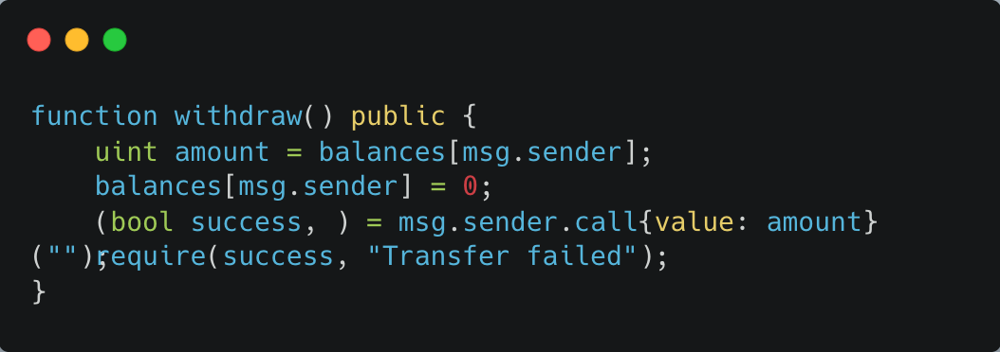 function withdraw() public {
    uint amount = balances[msg.sender];
    balances[msg.sender] = 0;
    (bool success, ) = msg.sender.call{value: amount}
("");require(success, "Transfer failed");
}